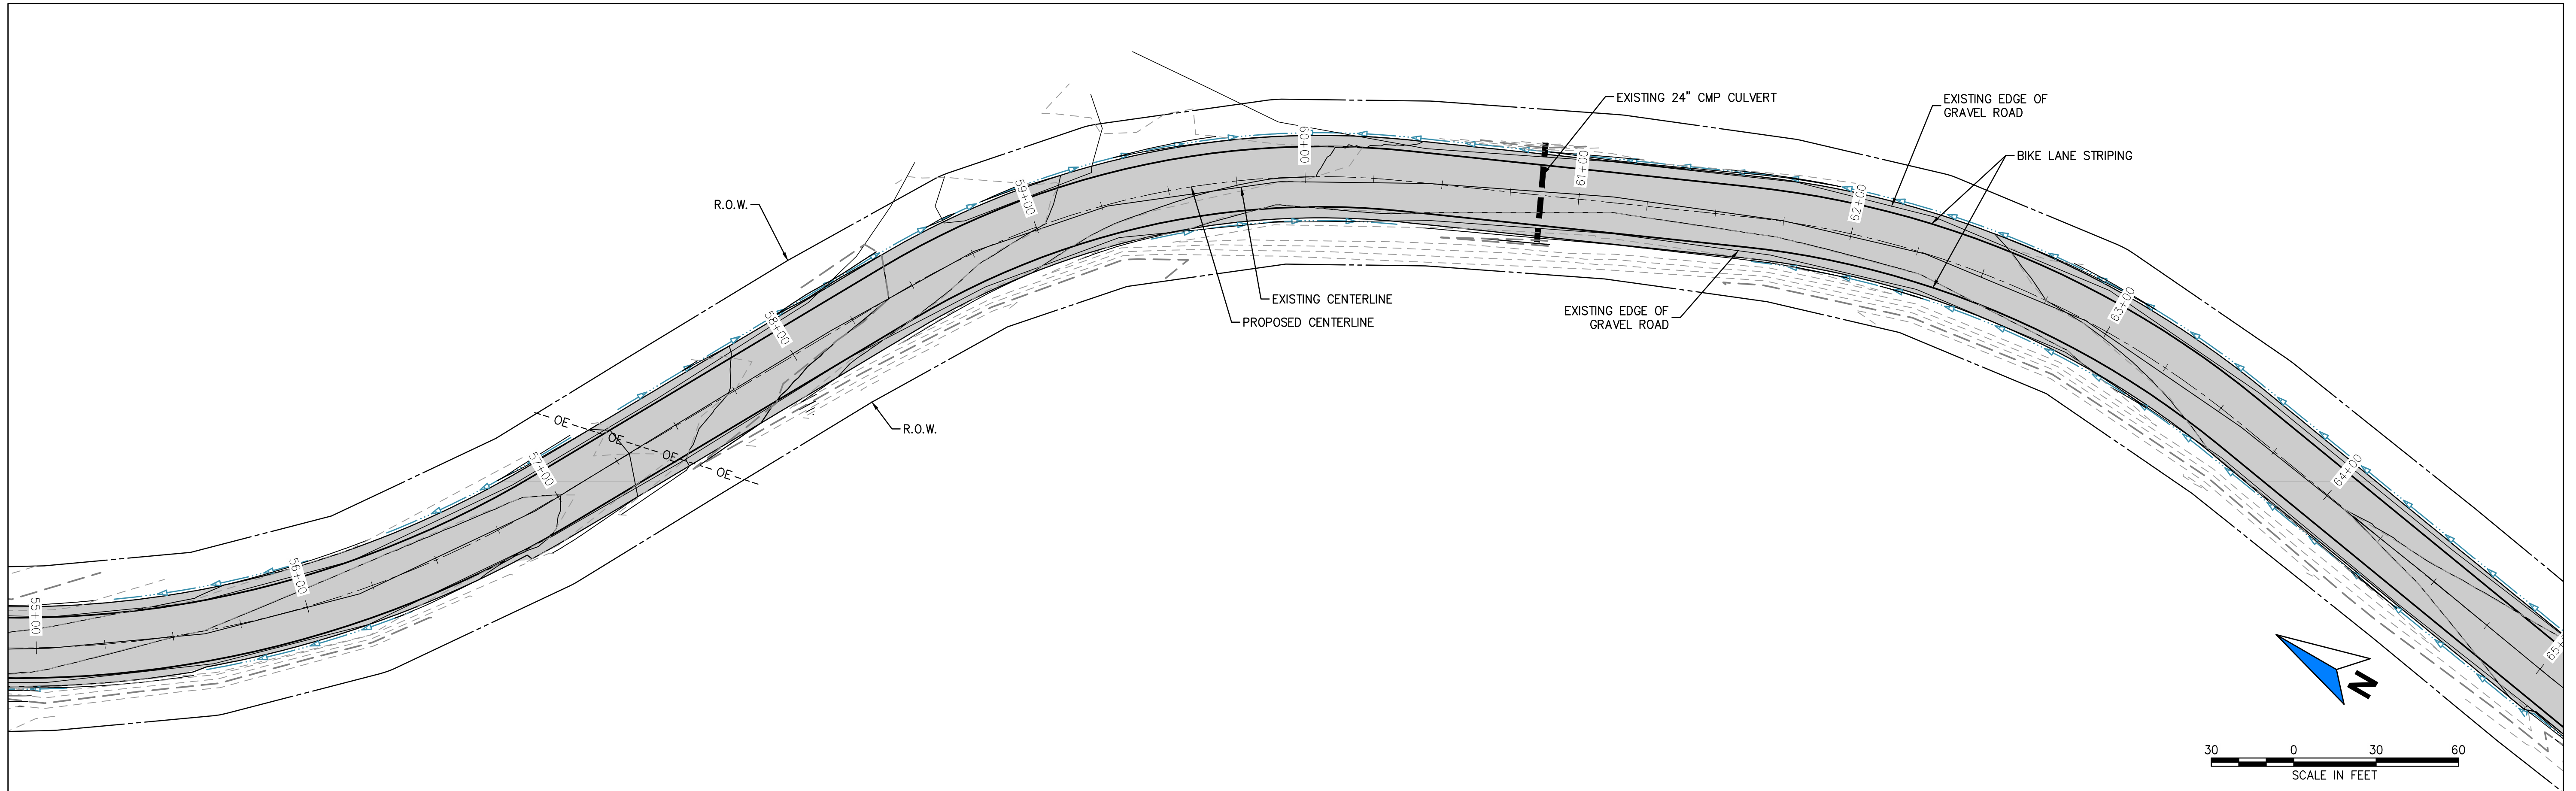 EXISTING 24" CMP CULVERT
EXISTING EDGE OF
GRAVEL ROAD
BIKE LANE STRIPING
R.O.W.
EXISTING CENTERLINE
PROPOSED CENTERLINE
EXISTING EDGE OF
GRAVEL ROAD
R.O.W.
OE
OE
OE
OE
55+00
56+00
57+00
58+00
59+00
60+00
61+00
62+00
63+00
64+00
65+
N
30 0 30 60
SCALE IN FEET